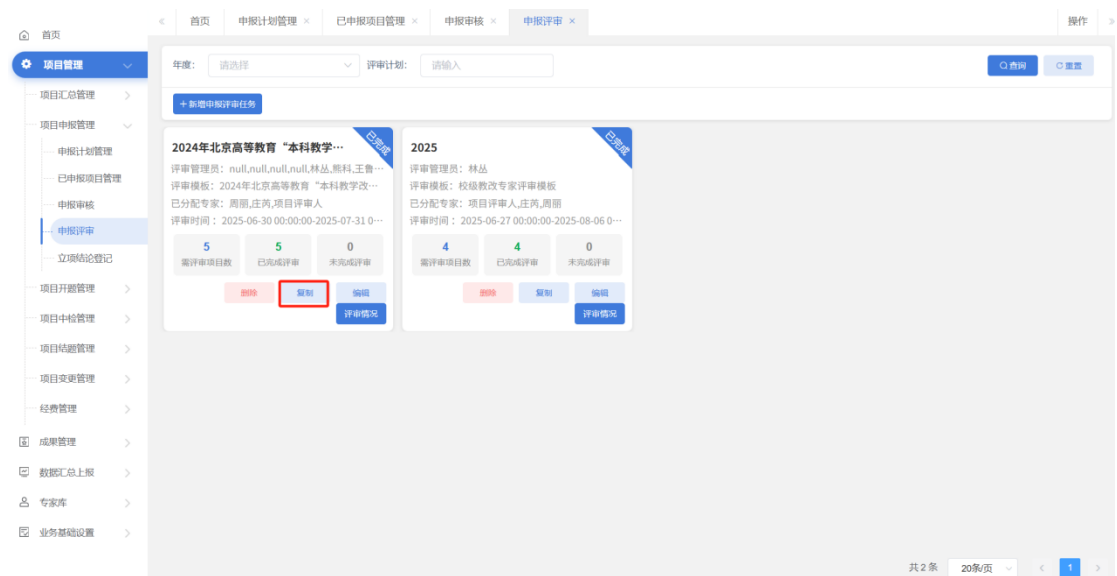 首页 申报计划管理 × 已申报项目管理 × 申报审核 × 申报评审 × 操作
首页
项目管理
项目汇总管理
项目申报管理
申报计划管理
已申报项目管理
申报审核
申报评审
立项结论登记
项目开题管理
项目中检管理
项目结题管理
项目变更管理
经费管理
成果管理
数据汇总上报
专家库
业务基础设置
年度: 请选择 评审计划: 请输入 查询 重置
+ 新增申报评审任务
已完成
2024年北京高等教育“本科教学…
评审管理员: null,null,null,null,林丛,熊科,王鲁…
评审模板: 2024年北京高等教育“本科教学改…
已分配专家: 周丽,庄芮,项目评审人
评审时间: 2025-06-30 00:00:00-2025-07-31 0…
5 5 0
需评审项目数 已完成评审 未完成评审
删除 复制 编辑
评审情况
已完成
2025
评审管理员: 林丛
评审模板: 校级教改专家评审模板
已分配专家: 项目评审人,庄芮,周丽
评审时间: 2025-06-27 00:00:00-2025-08-06 0…
4 4 0
需评审项目数 已完成评审 未完成评审
删除 复制 编辑
评审情况
共 2 条 20条/页 1